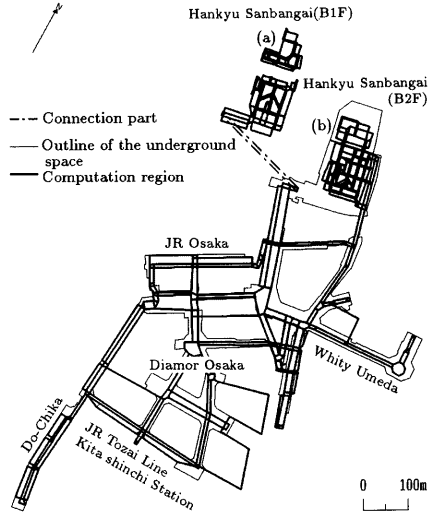 Hankyu Sanbangai(B1F)
N
(a)
Hankyu Sanbangai
(B2F)
(b)
Connection part
Outline of the underground
space
Computation region
JR Osaka
Diamor Osaka
Whity Umeda
Do-Chika
JR Tozai Line
Kita shinchi Station
0 100m